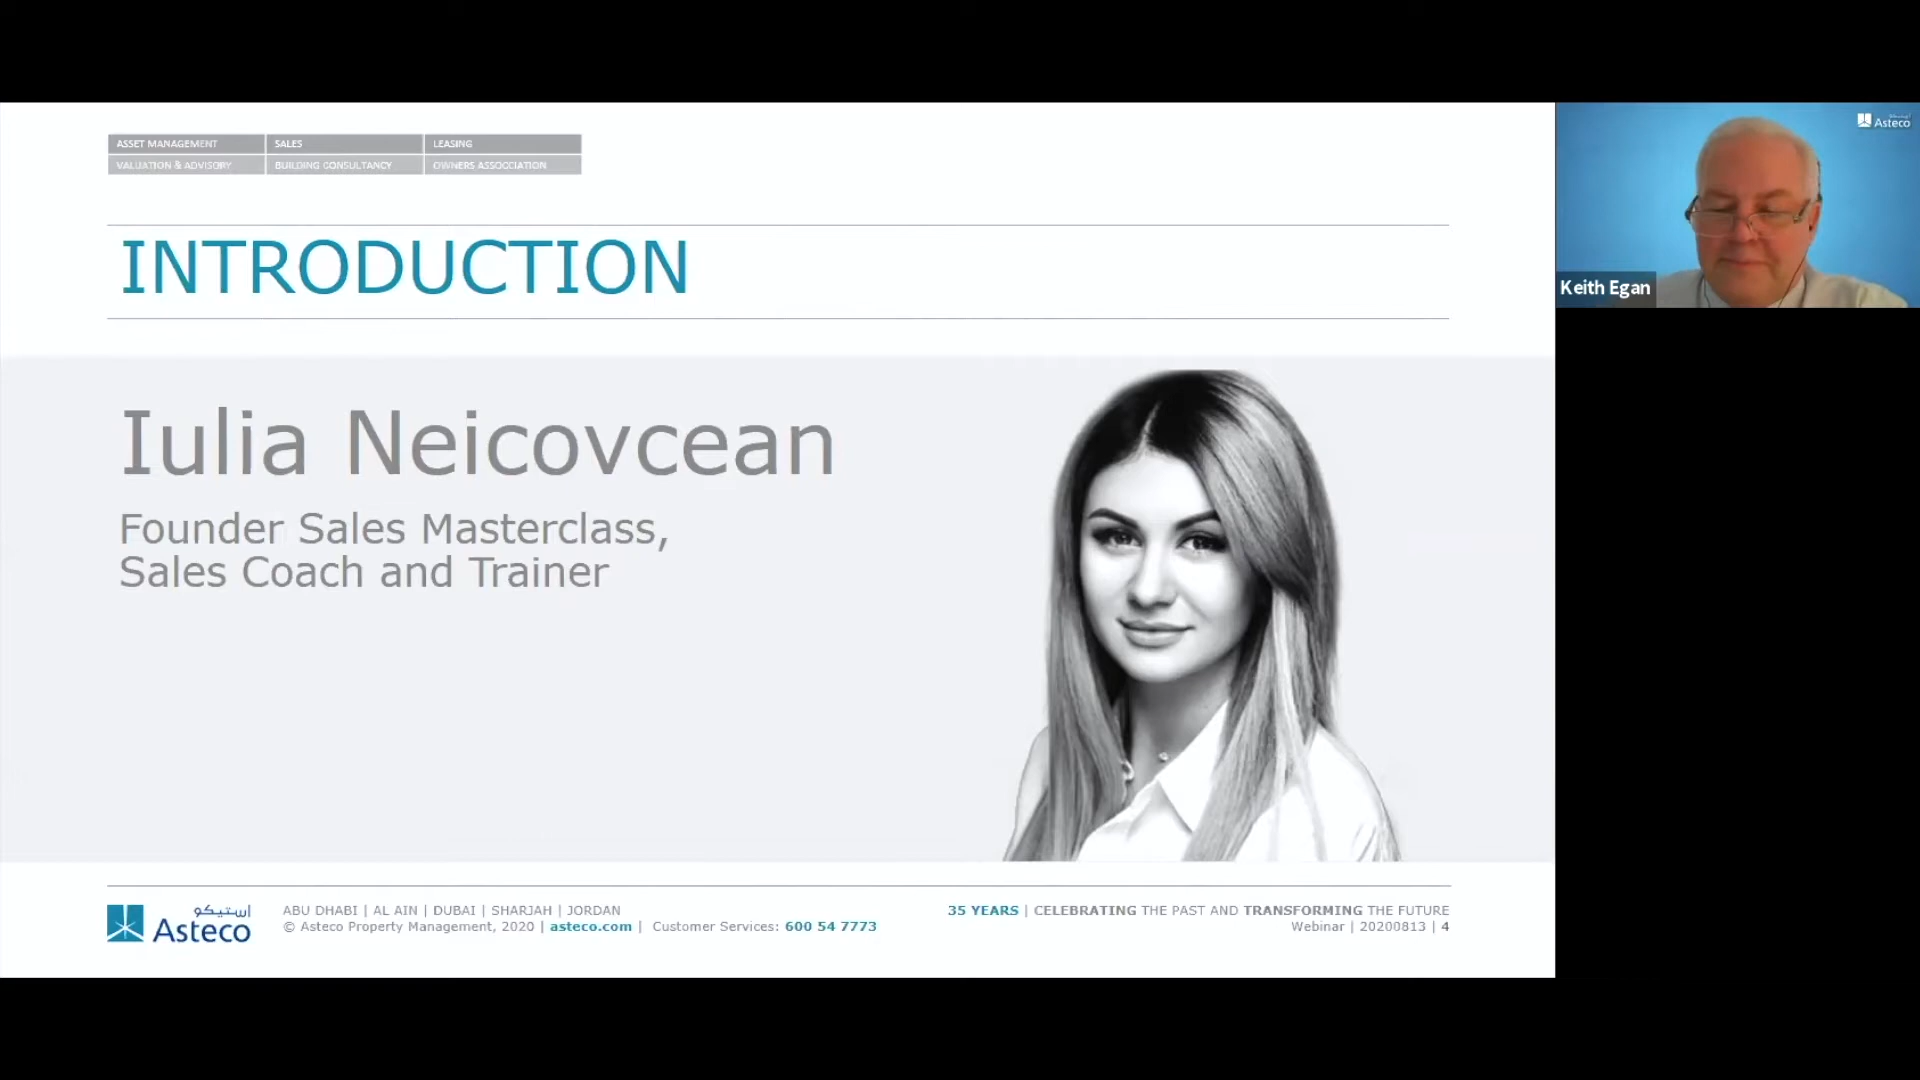 ASSET MANAGEMENT SALES LEASING
VALUATION & ADVISORY BUILDING CONSULTANCY OWNERS ASSOCCIATION
INTRODUCTION
Iulia Neicovcean
Founder Sales Masterclass,
Sales Coach and Trainer
استيكو
Asteco
ABU DHABI | AL AIN | DUBAI | SHARJAH | JORDAN
© Asteco Property Management, 2020 | asteco.com | Customer Services: 600 54 7773
35 YEARS | CELEBRATING THE PAST AND TRANSFORMING THE FUTURE
Webinar | 20200813 | 4
Asteco
Keith Egan